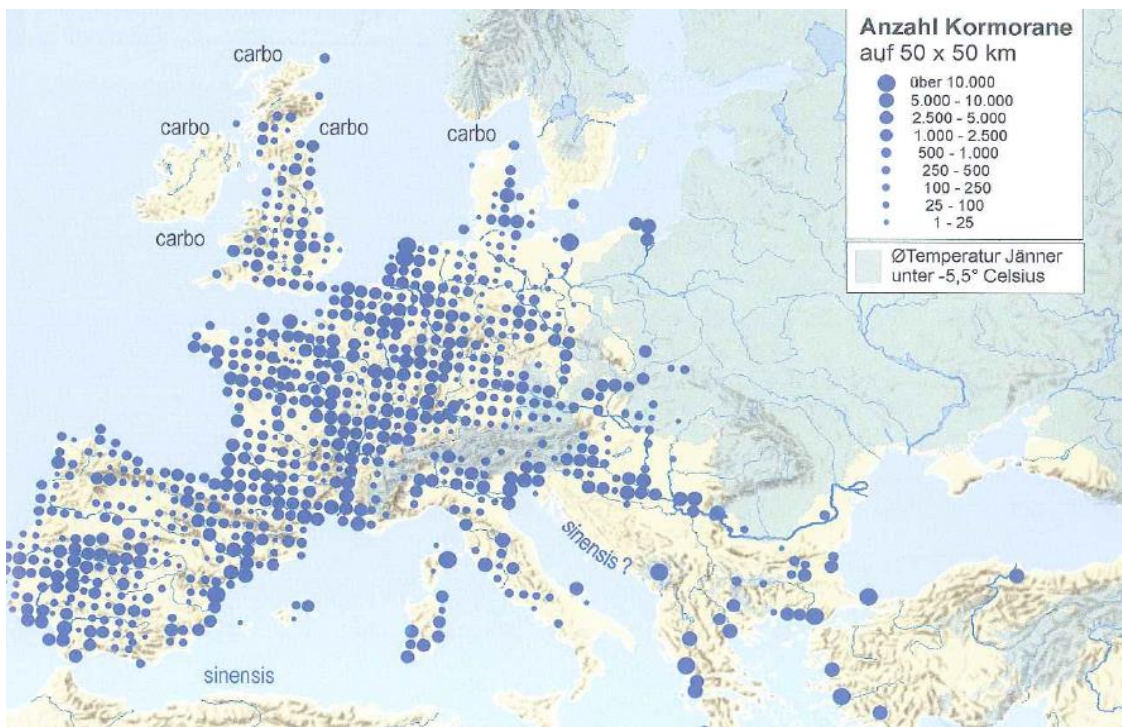 Anzahl Kormorane
auf 50 x 50 km
über 10.000
5.000 - 10.000
2.500 - 5.000
1.000 - 2.500
500 - 1.000
250 - 500
100 - 250
25 - 100
1 - 25
ØTemperatur Jänner
unter -5,5° Celsius
carbo
carbo
carbo
carbo
carbo
sinensis ?
sinensis